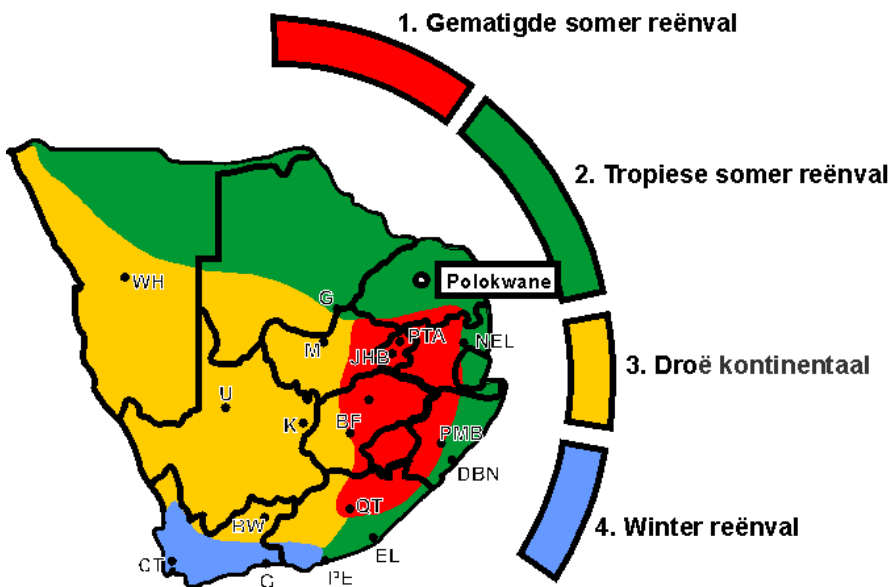 1. Gematigde somer reënval
2. Tropiese somer reënval
WH
Polokwane
G
M
PTA
JHB
NEL
3. Droë kontinentaal
U
K
BF
PMB
DBN
QT
BW
4. Winter reënval
EL
CT
G
PE